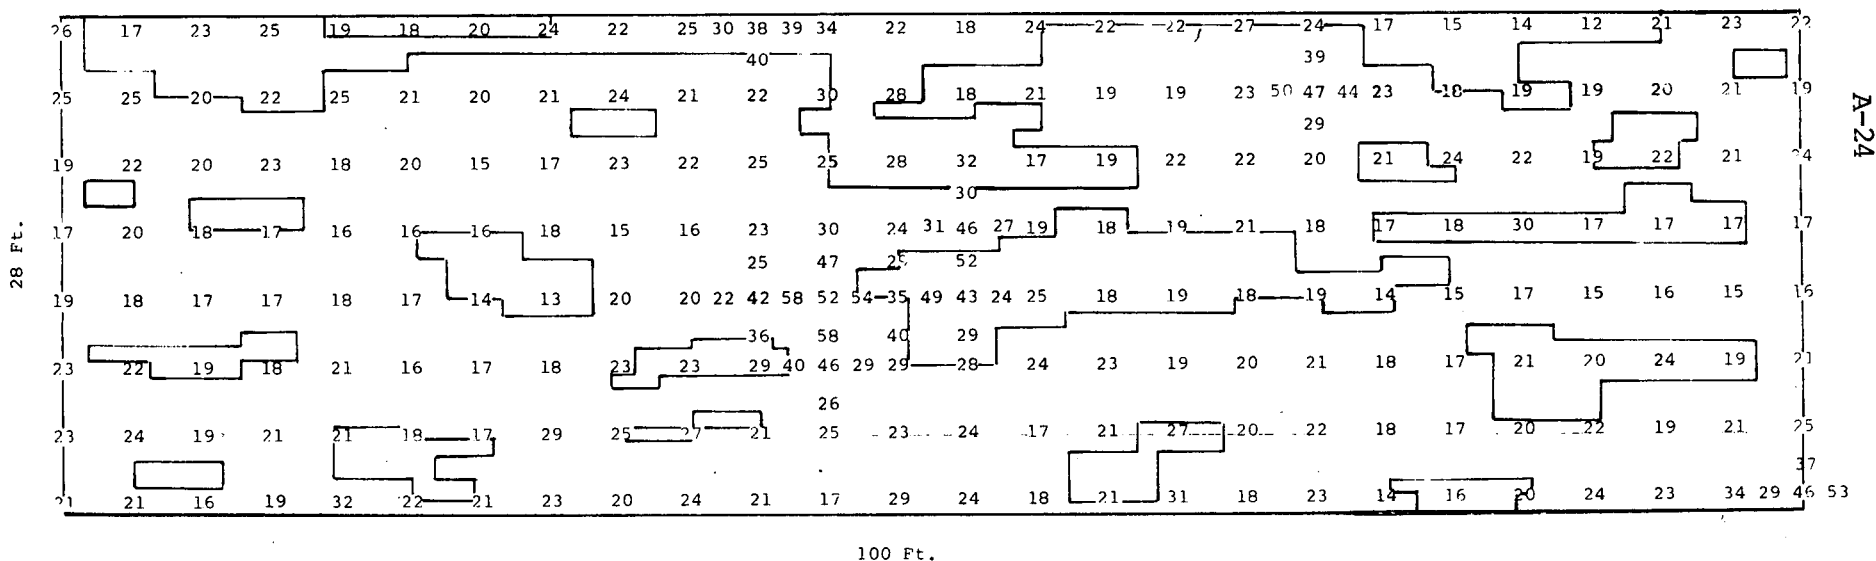 26 17 23 25 19 18 20 24 22 25 30 38 39 34 22 18 24 22 22 27 24 17 15 14 12 21 23 22
40 39
25 25 20 22 25 21 20 21 24 21 22 30 28 18 21 19 19 23 50 47 44 23 18 19 19 20 21 19
29
19 22 20 23 18 20 15 17 23 22 25 25 28 32 17 19 22 22 20 21 24 22 19 22 21
30
17 20 18 17 16 16 16 18 15 16 23 30 24 31 46 27 19 18 19 21 18 17 18 30 17 17 17 17
25 47 52
19 18 17 17 18 17 14 13 20 20 22 42 58 52 54 35 49 43 24 25 18 19 18 19 14 15 17 15 16 15 16
36 58 40 29
23 22 19 18 21 16 17 18 23 23 29 40 46 29 29 28 24 23 19 20 21 18 17 21 20 24 19 21
26
23 24 19 21 21 18 17 29 25 27 21 25 23 24 17 21 27 20 22 18 17 20 22 19 21 25
37
21 21 16 19 32 22 21 23 20 24 21 17 29 24 18 21 31 18 23 14 16 20 24 23 34 29 46 53
28 Ft.
100 Ft.
A-24